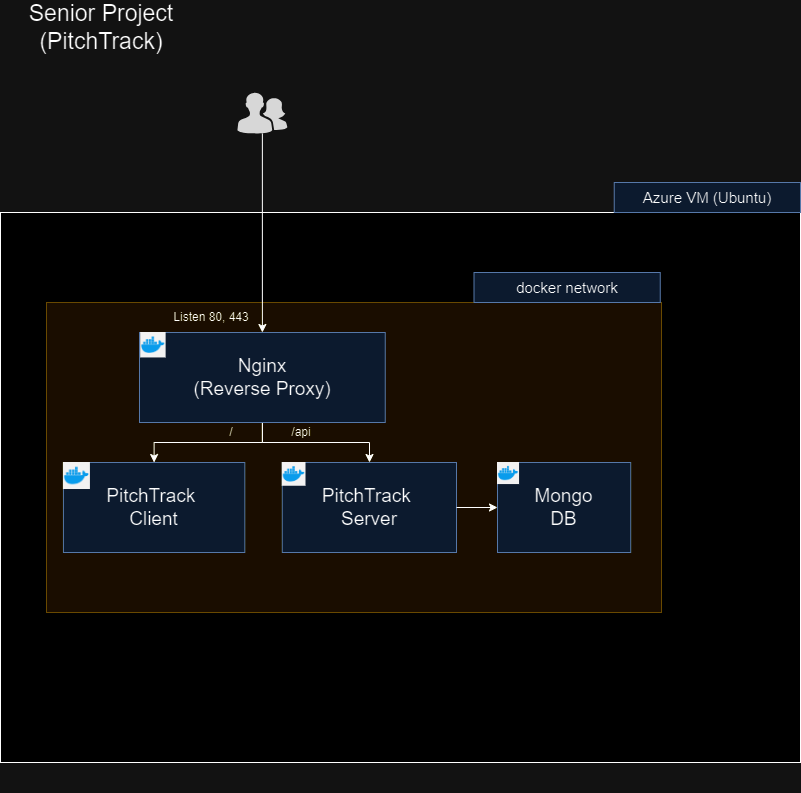 Senior Project
(PitchTrack)
Azure VM (Ubuntu)
docker network
Listen 80, 443
Nginx
(Reverse Proxy)
/
/api
PitchTrack
Client
PitchTrack
Server
Mongo
DB